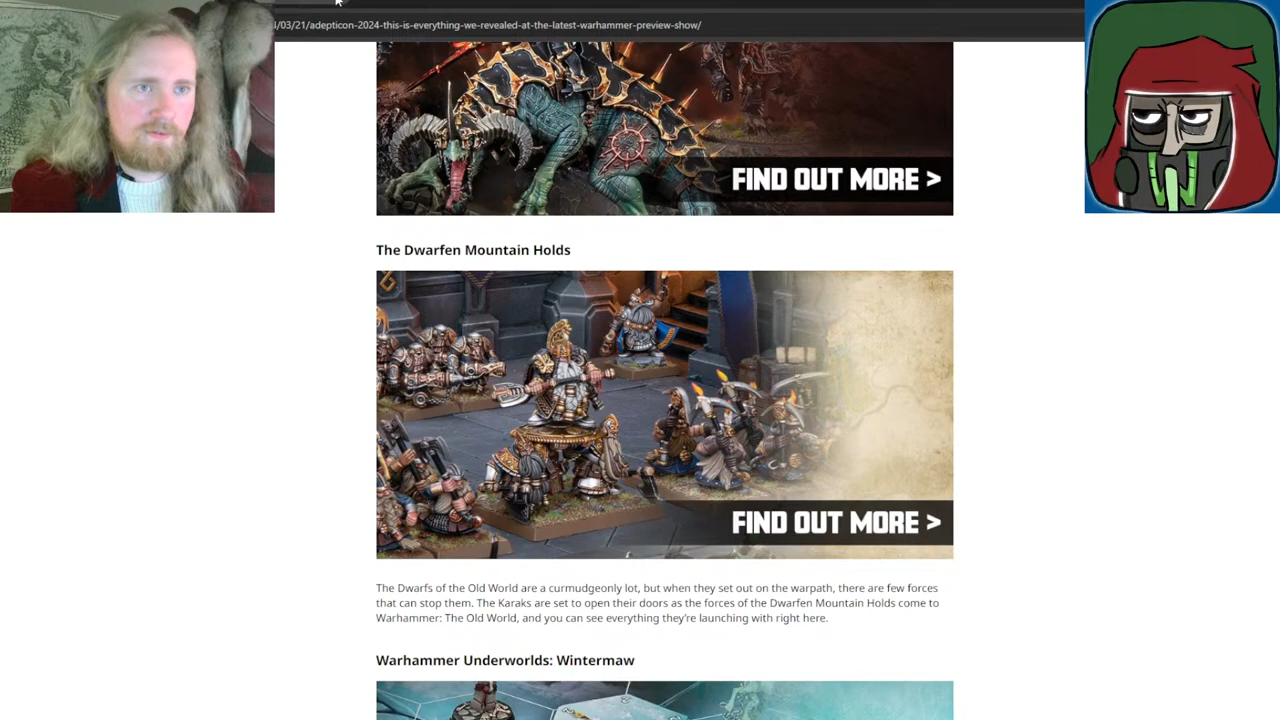 /03/21/adepticon-2024-this-is-everything-we-revealed-at-the-latest-warhammer-preview-show/
FIND OUT MORE >
The Dwarfen Mountain Holds
FIND OUT MORE >
The Dwarfs of the Old World are a curmudgeonly lot, but when they set out on the warpath, there are few forces
that can stop them. The Karaks are set to open their doors as the forces of the Dwarfen Mountain Holds come to
Warhammer: The Old World, and you can see everything they're launching with right here.
Warhammer Underworlds: Wintermaw